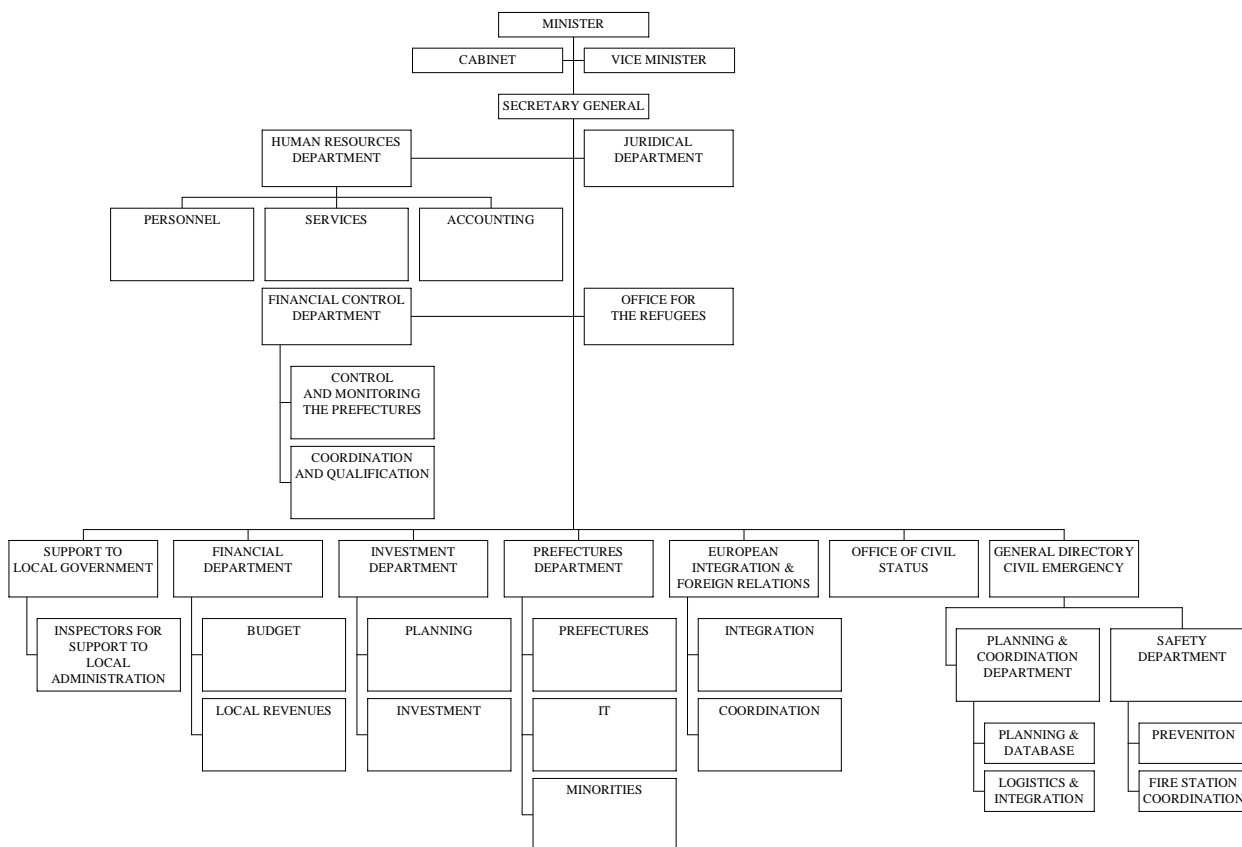 MINISTER
CABINET
VICE MINISTER
SECRETARY GENERAL
HUMAN RESOURCES
DEPARTMENT
JURIDICAL
DEPARTMENT
PERSONNEL
SERVICES
ACCOUNTING
FINANCIAL CONTROL
DEPARTMENT
OFFICE FOR
THE REFUGEES
CONTROL
AND MONITORING
THE PREFECTURES
COORDINATION
AND QUALIFICATION
SUPPORT TO
LOCAL GOVERNMENT
INSPECTORS FOR
SUPPORT TO
LOCAL
ADMINISTRATION
FINANCIAL
DEPARTMENT
BUDGET
LOCAL REVENUES
INVESTMENT
DEPARTMENT
PLANNING
INVESTMENT
PREFECTURES
DEPARTMENT
PREFECTURES
IT
MINORITIES
EUROPEAN
INTEGRATION &
FOREIGN RELATIONS
INTEGRATION
COORDINATION
OFFICE OF CIVIL
STATUS
GENERAL DIRECTORY
CIVIL EMERGENCY
PLANNING &
COORDINATION
DEPARTMENT
PLANNING &
DATABASE
LOGISTICS &
INTEGRATION
SAFETY
DEPARTMENT
PREVENITON
FIRE STATION
COORDINATION